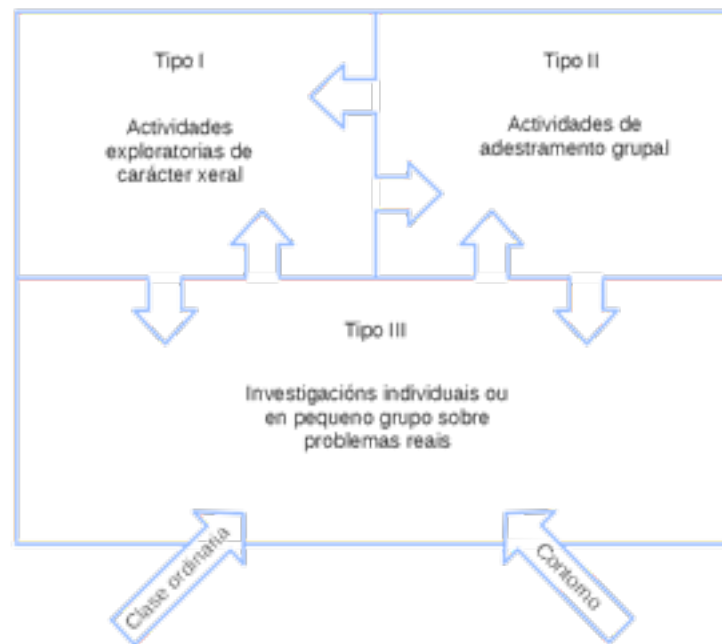 Tipo I
Actividades
exploratorias de
carácter xeral
Tipo II
Actividades de
adestramento grupal
Tipo III
Investigacións individuais ou
en pequeno grupo sobre
problemas reais
Clase ordinaria
Contorno